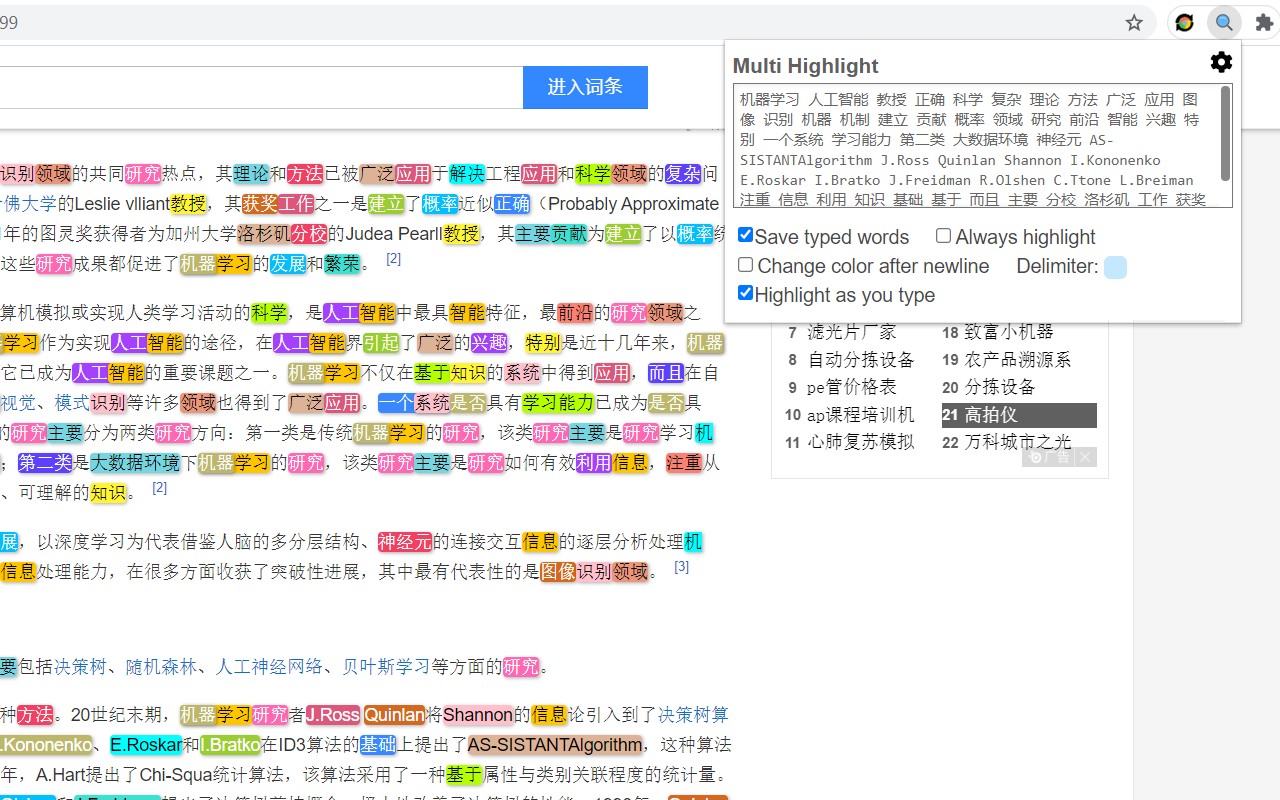 99
进入词条
Multi Highlight
机器学习 人工智能 教授 正确 科学 复杂 理论 方法 广泛 应用 图
像 识别 机器 机制 建立 贡献 概率 领域 研究 前沿 智能 兴趣 特
别 一个系统 学习能力 第二类 大数据环境 神经元 AS-
SISTANTAlgorithm J.Ross Quinlan Shannon I.Kononenko
E.Roskar I.Bratko J.Freidman R.Olshen C.Ttone L.Breiman
注重 信息 利用 知识 基础 基于 而且 主要 分校 洛杉矶 工作 获奖
Save typed words Always highlight
Change color after newline Delimiter:
Highlight as you type
识别领域的共同研究热点，其理论和方法已被广泛应用于解决工程应用和科学领域的复杂问
佛大学的Leslie vlliant教授，其获奖工作之一是建立了概率近似正确（Probably Approximate
年的图灵奖获得者为加州大学洛杉矶分校的Judea Pearll教授，其主要贡献为建立了以概率统
这些研究成果都促进了机器学习的发展和繁荣。 [2]
算机模拟或实现人类学习活动的科学，是人工智能中最具智能特征，最前沿的研究领域之
学习作为实现人工智能的途径，在人工智能界引起了广泛的兴趣，特别是近十几年来，机器
它已成为人工智能的重要课题之一。机器学习不仅在基于知识的系统中得到应用，而且在自
视觉、模式识别等许多领域也得到了广泛应用。一个系统是否具有学习能力已成为是否具
的研究主要分为两类研究方向：第一类是传统机器学习的研究，该类研究主要是研究学习机
；第二类是大数据环境下机器学习的研究，该类研究主要是研究如何有效利用信息，注重从
、可理解的知识。 [2]
展，以深度学习为代表借鉴人脑的多分层结构、神经元的连接交互信息的逐层分析处理机
信息处理能力，在很多方面收获了突破性进展，其中最有代表性的是图像识别领域。 [3]
要包括决策树、随机森林、人工神经网络、贝叶斯学习等方面的研究。
种方法。20世纪末期，机器学习研究者J.Ross Quinlan将Shannon的信息论引入到了决策树算
.Kononenko、E.Roskar和I.Bratko在ID3算法的基础上提出了AS-SISTANTAlgorithm，这种算法
年，A.Hart提出了Chi-Squa统计算法，该算法采用了一种基于属性与类别关联程度的统计量。
7 滤光片厂家
8 自动分拣设备
9 pe管价格表
10 ap课程培训机
11 心肺复苏模拟
18 致富小机器
19 农产品溯源系
20 分拣设备
21 高拍仪
22 万科城市之光
广告